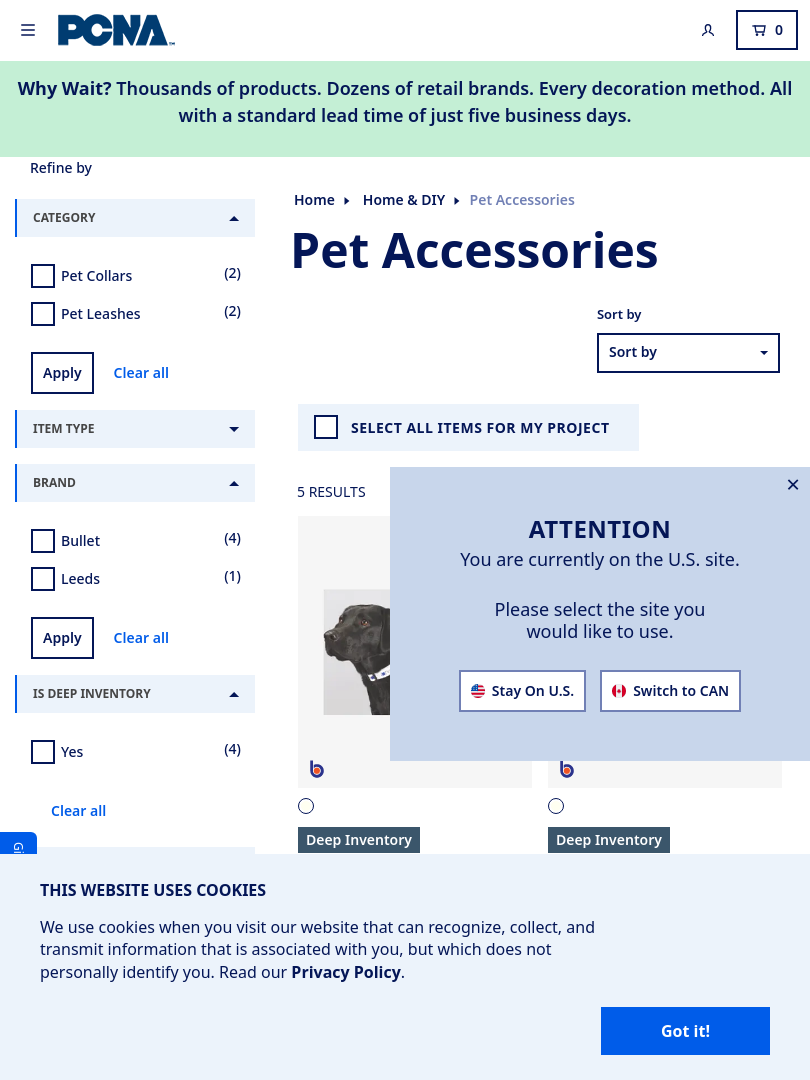 PCNA
0
Why Wait? Thousands of products. Dozens of retail brands. Every decoration method. All
with a standard lead time of just five business days.
Refine by
CATEGORY
Pet Collars (2)
Pet Leashes (2)
Apply Clear all
ITEM TYPE
BRAND
Bullet (4)
Leeds (1)
Apply Clear all
IS DEEP INVENTORY
Yes (4)
Clear all
Home Home & DIY Pet Accessories
Pet Accessories
Sort by
Sort by
SELECT ALL ITEMS FOR MY PROJECT
5 RESULTS
ATTENTION
You are currently on the U.S. site.
Please select the site you
would like to use.
Stay On U.S. Switch to CAN
b b
Deep Inventory Deep Inventory
THIS WEBSITE USES COOKIES
We use cookies when you visit our website that can recognize, collect, and
transmit information that is associated with you, but which does not
personally identify you. Read our Privacy Policy.
Got it!